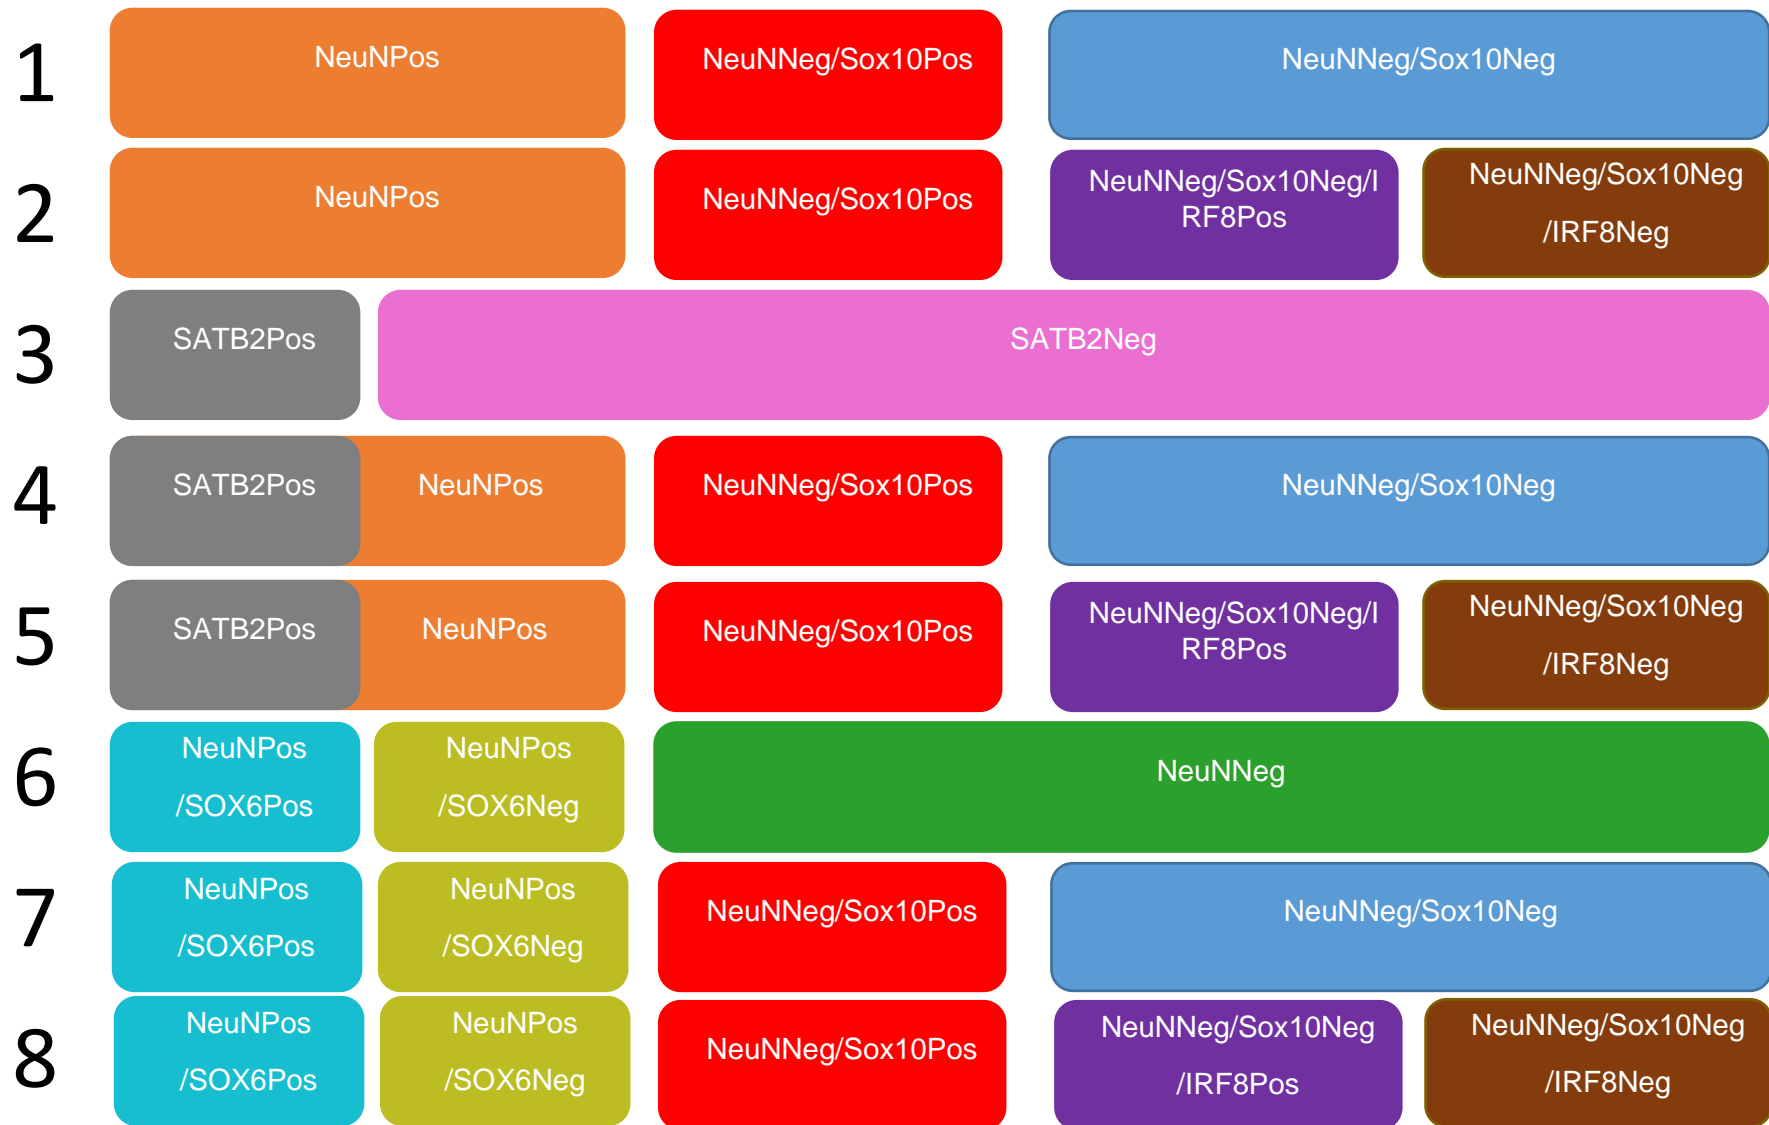 1
NeuNPos
NeuNNeg/Sox10Pos
NeuNNeg/Sox10Neg
2
NeuNPos
NeuNNeg/Sox10Pos
NeuNNeg/Sox10Neg/I
RF8Pos
NeuNNeg/Sox10Neg
/IRF8Neg
3
SATB2Pos
SATB2Neg
4
SATB2Pos
NeuNPos
NeuNNeg/Sox10Pos
NeuNNeg/Sox10Neg
5
SATB2Pos
NeuNPos
NeuNNeg/Sox10Pos
NeuNNeg/Sox10Neg/I
RF8Pos
NeuNNeg/Sox10Neg
/IRF8Neg
6
NeuNPos
/SOX6Pos
NeuNPos
/SOX6Neg
NeuNNeg
7
NeuNPos
/SOX6Pos
NeuNPos
/SOX6Neg
NeuNNeg/Sox10Pos
NeuNNeg/Sox10Neg
8
NeuNPos
/SOX6Pos
NeuNPos
/SOX6Neg
NeuNNeg/Sox10Pos
NeuNNeg/Sox10Neg
/IRF8Pos
NeuNNeg/Sox10Neg
/IRF8Neg